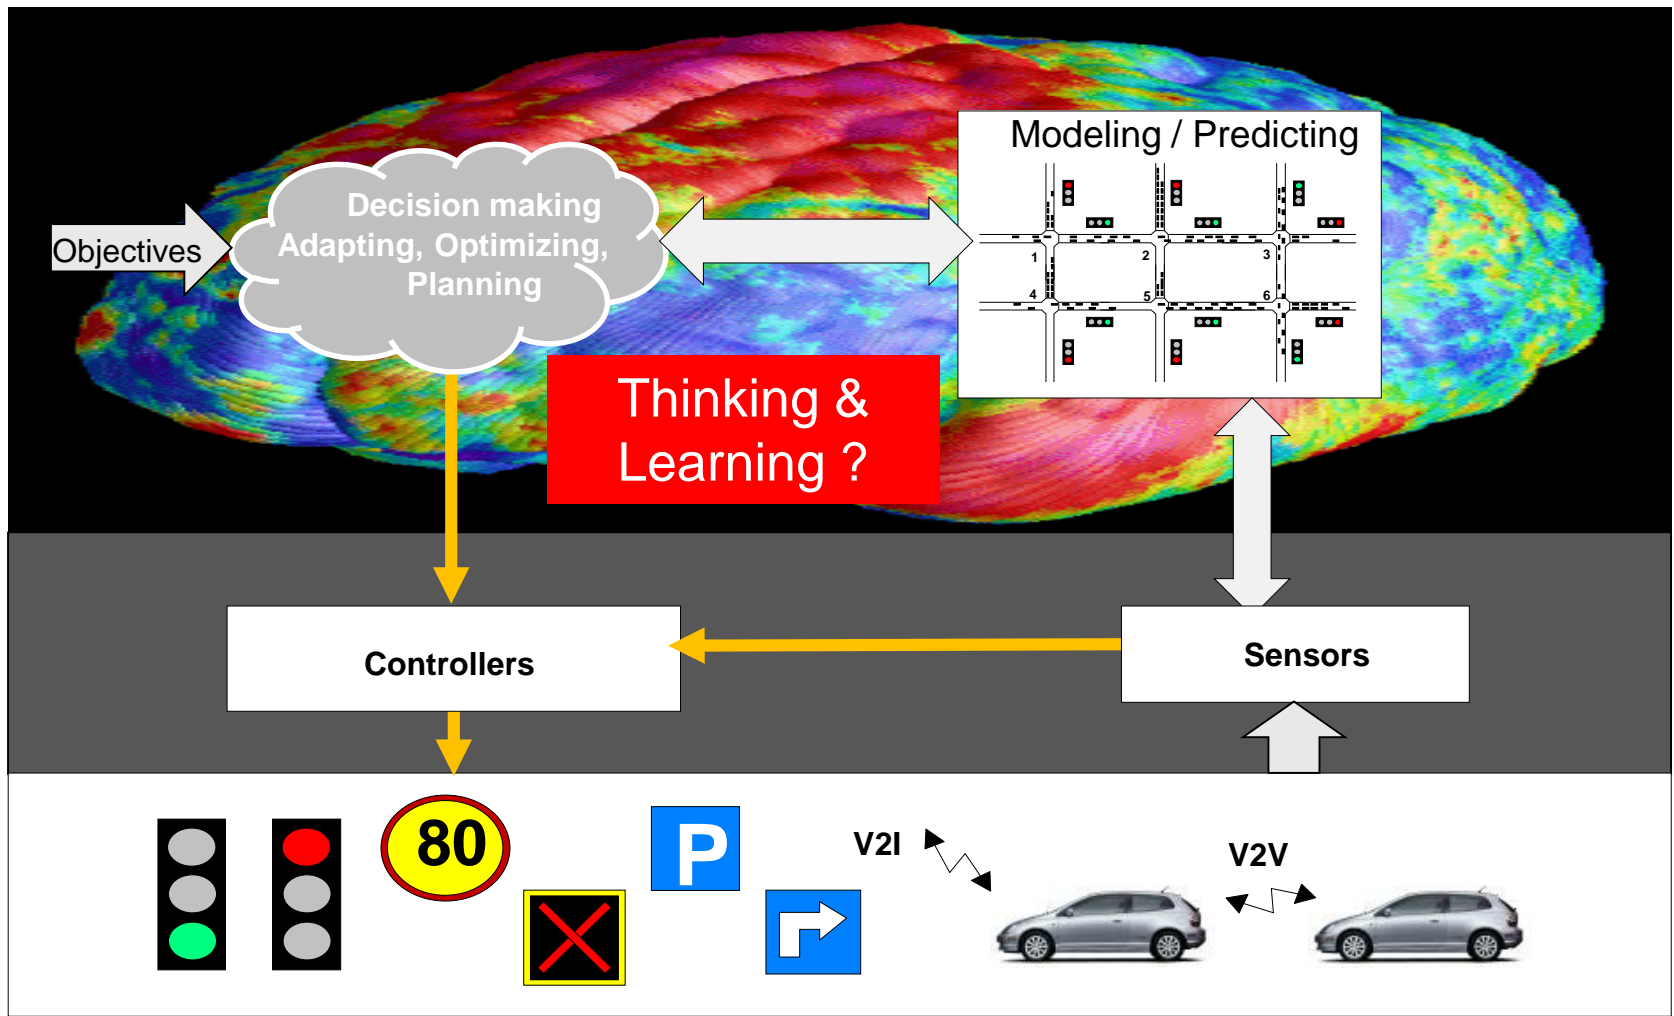 Modeling / Predicting
Decision making
Adapting, Optimizing,
Planning
Objectives
1
2
3
4
5
6
Thinking &
Learning ?
Controllers
Sensors
80
P
V2I
V2V